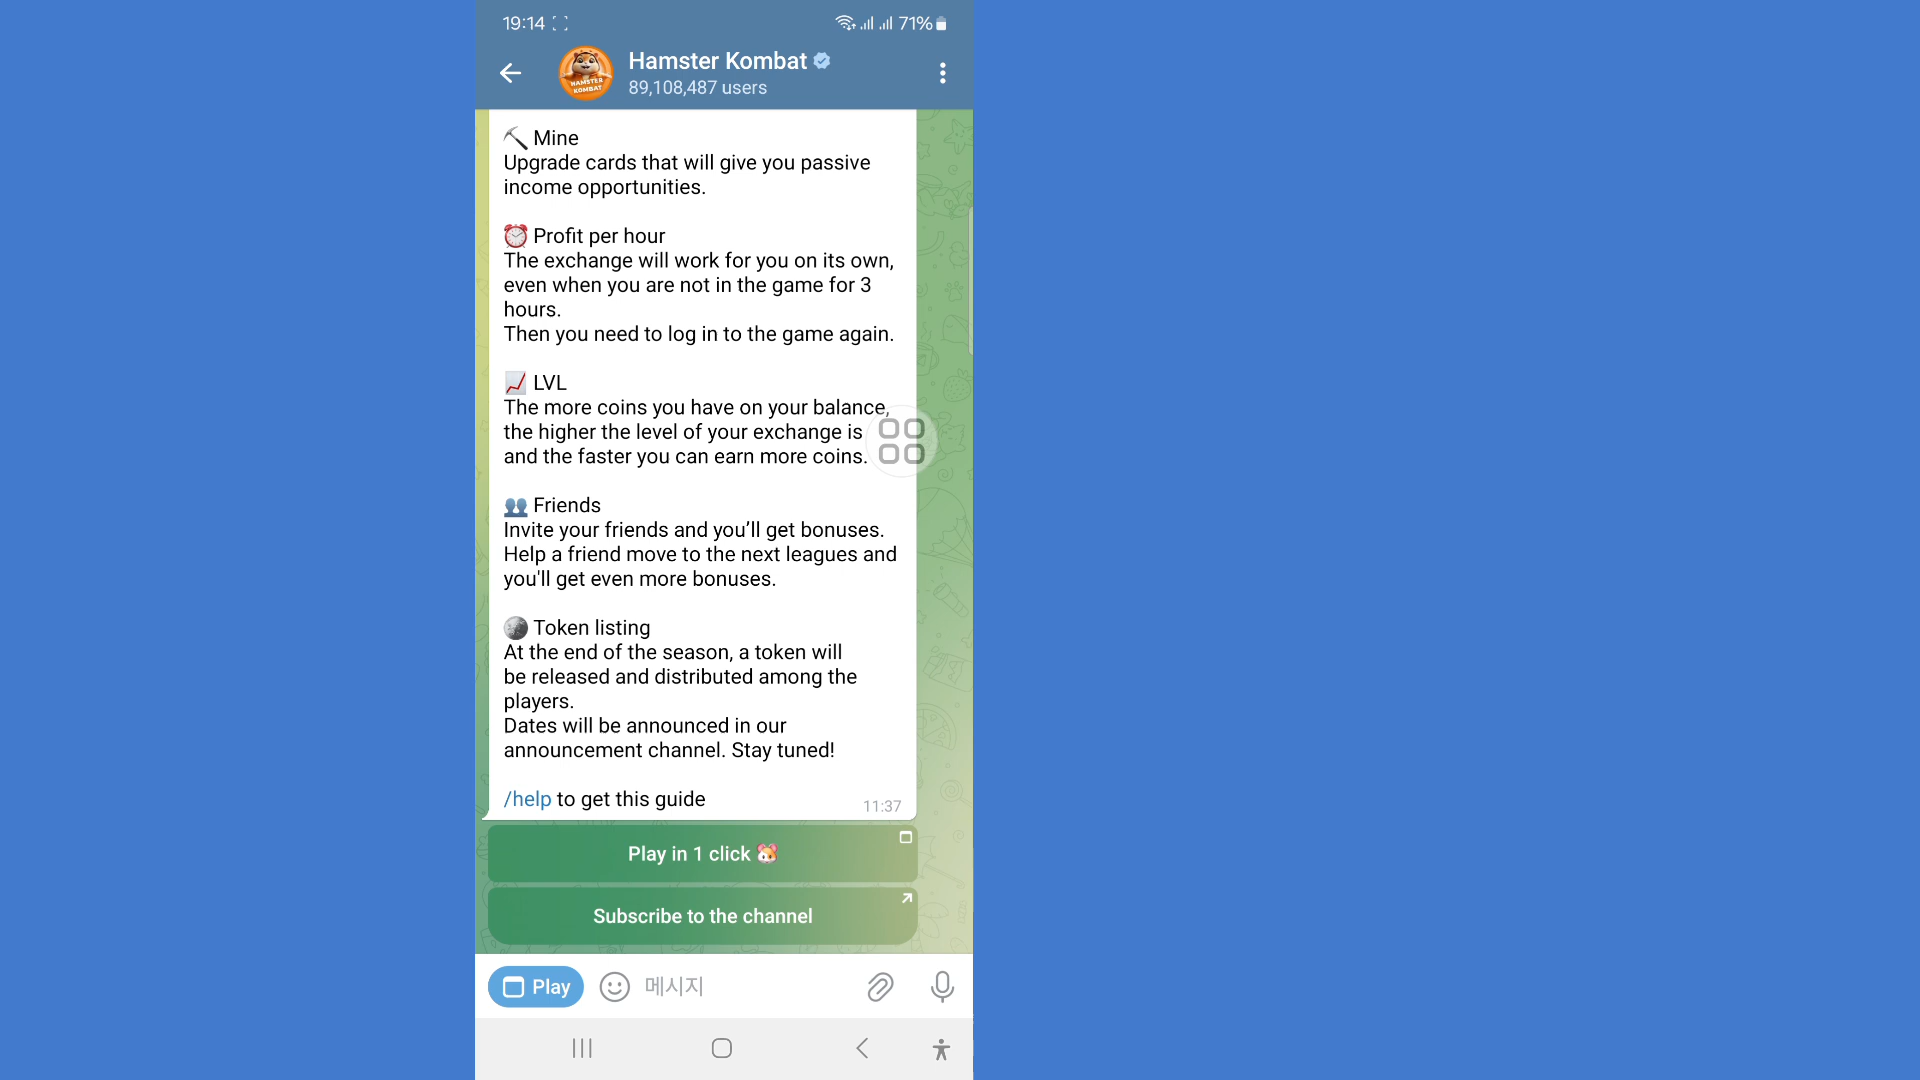 19:14 71%
Hamster Kombat
89,108,487 users
HAMSTER
KOMBAT
⛏ Mine
Upgrade cards that will give you passive
income opportunities.
⏰ Profit per hour
The exchange will work for you on its own,
even when you are not in the game for 3
hours.
Then you need to log in to the game again.
📈 LVL
The more coins you have on your balance,
the higher the level of your exchange is
and the faster you can earn more coins.
👥 Friends
Invite your friends and you’ll get bonuses.
Help a friend move to the next leagues and
you'll get even more bonuses.
🌑 Token listing
At the end of the season, a token will
be released and distributed among the
players.
Dates will be announced in our
announcement channel. Stay tuned!
/help to get this guide
11:37
Play in 1 click 🐹
Subscribe to the channel
Play 메시지